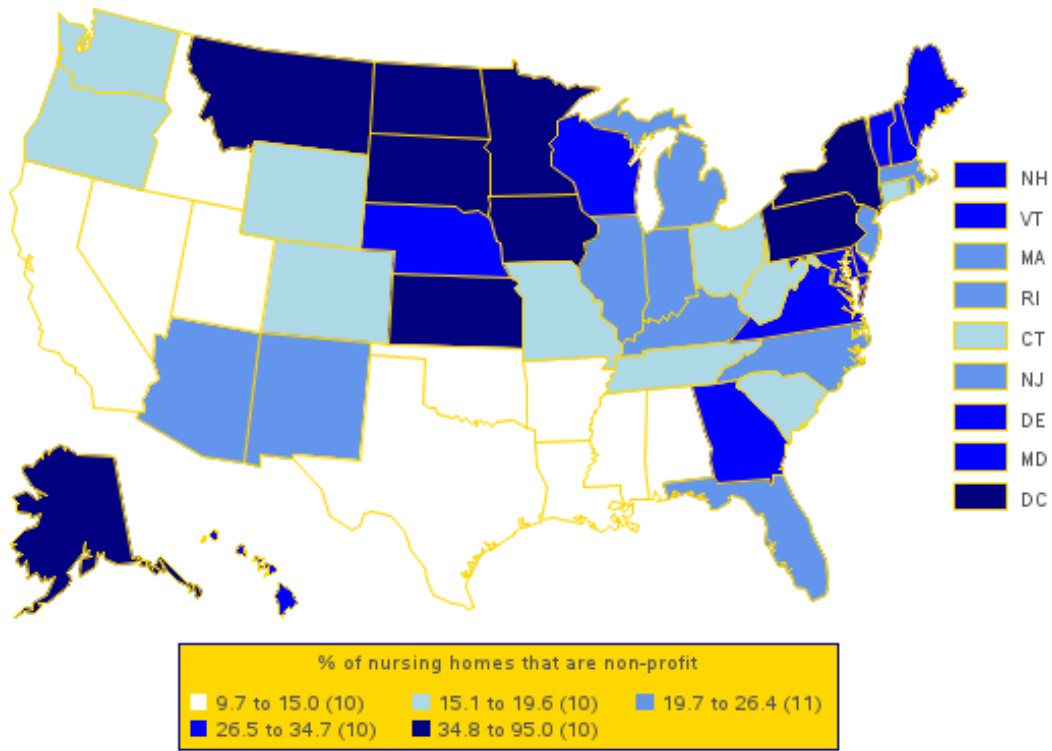 NH
VT
MA
RI
CT
NJ
DE
MD
DC
% of nursing homes that are non-profit
9.7 to 15.0 (10) 15.1 to 19.6 (10) 19.7 to 26.4 (11)
26.5 to 34.7 (10) 34.8 to 95.0 (10)